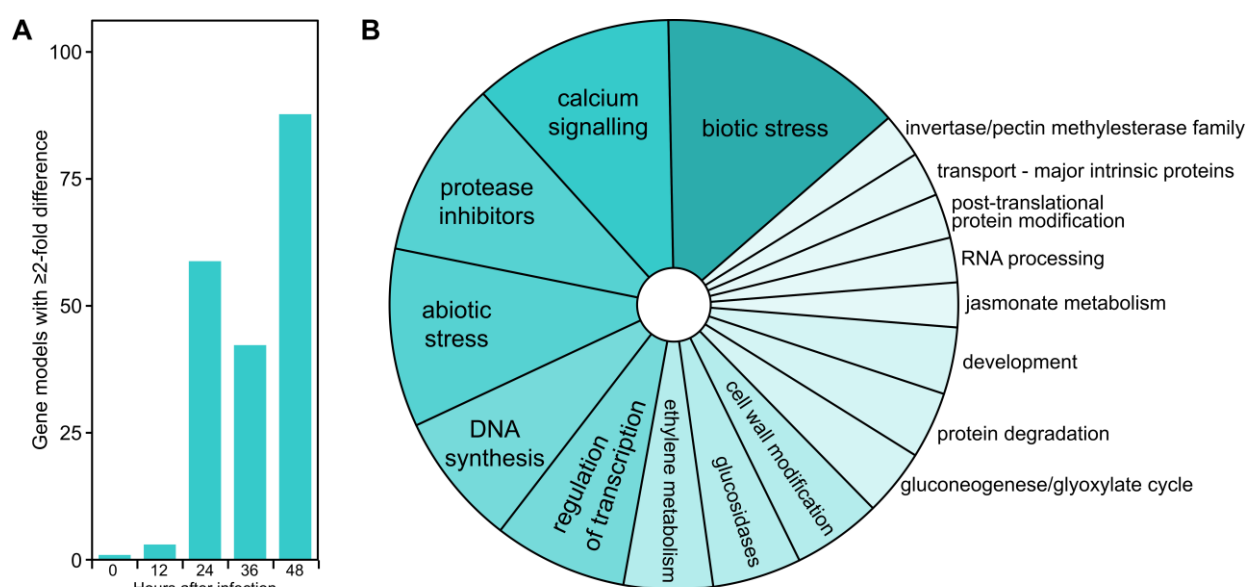 A
Gene models with ≥2-fold difference
100
75
50
25
0
0 12 24 36 48
Hours after infection
B
biotic stress
invertase/pectin methylesterase family
transport - major intrinsic proteins
post-translational
protein modification
RNA processing
jasmonate metabolism
development
protein degradation
gluconeogenese/glyoxylate cycle
cell wall modification
glucosidases
ethylene metabolism
regulation
of transcription
DNA
synthesis
abiotic
stress
protease
inhibitors
calcium
signalling